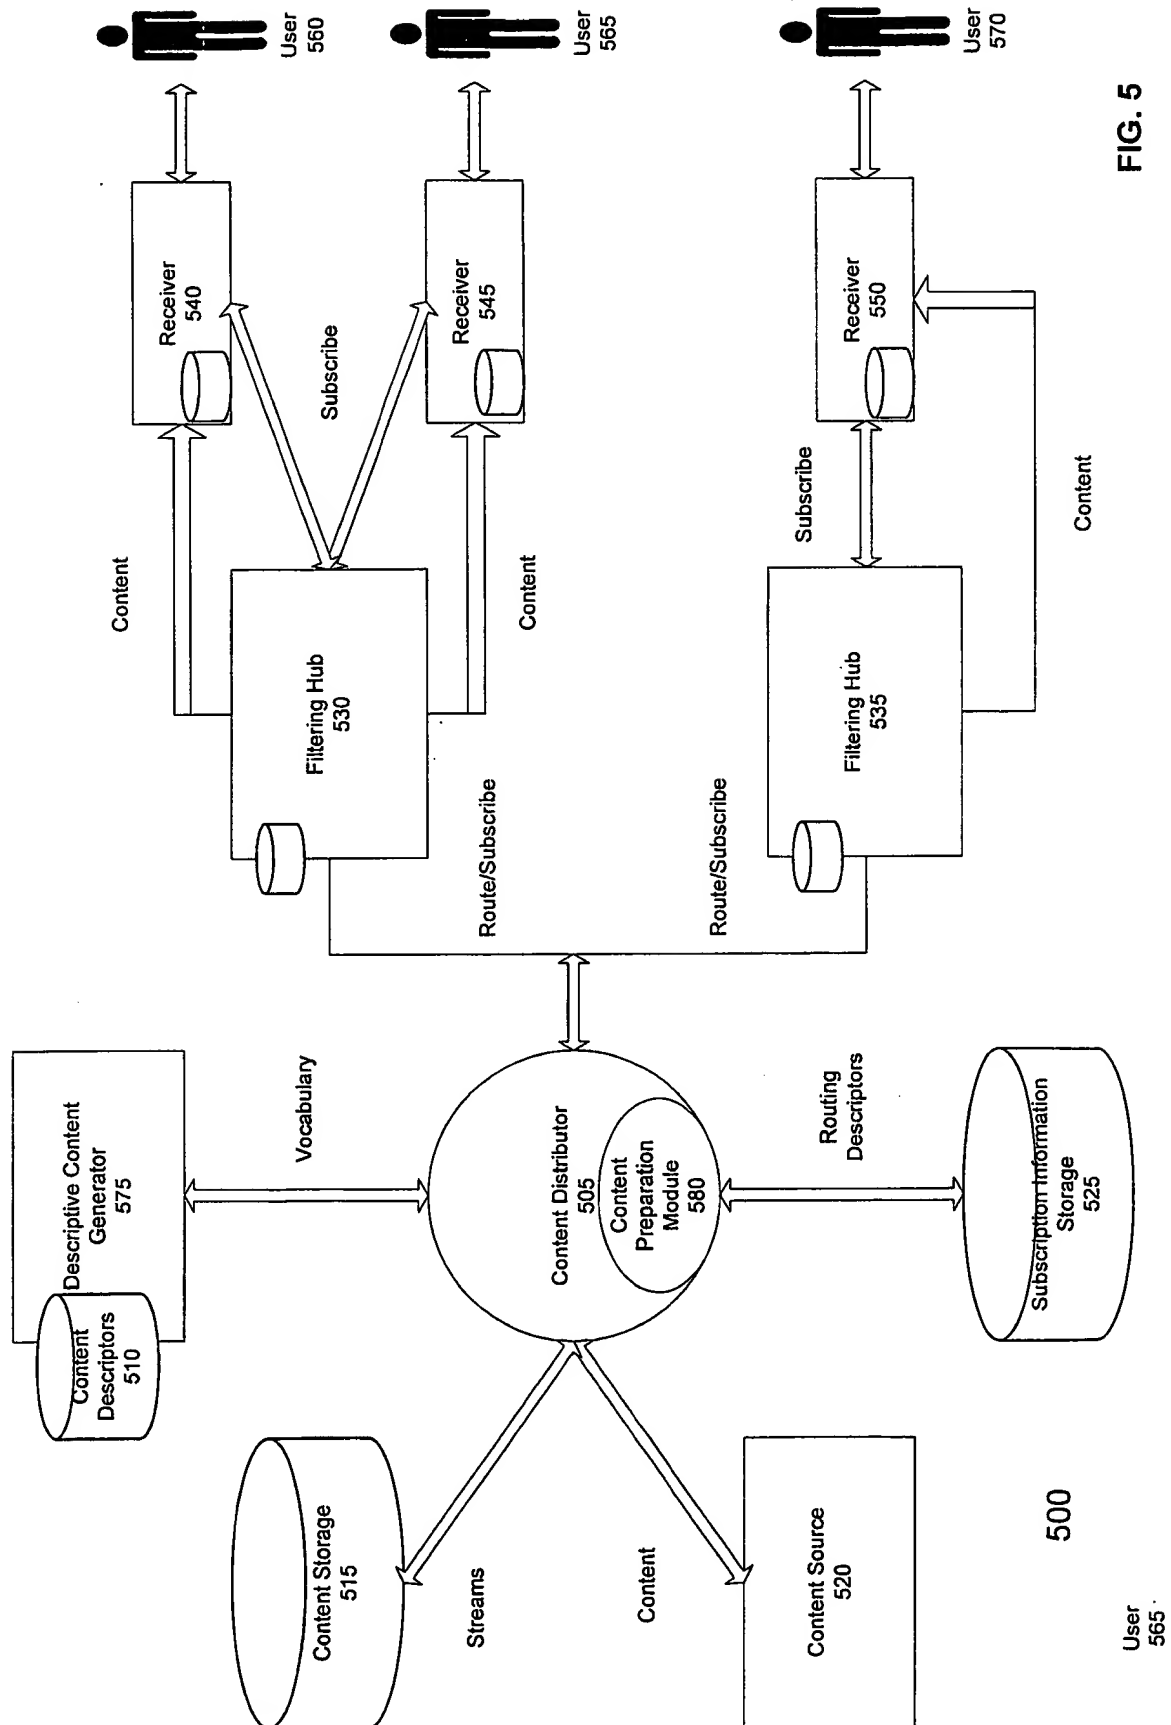 Content Storage
515
Streams
Content
Content Source
520
500
User
565
Content
Descriptors
510
Descriptive Content
Generator
575
Vocabulary
Content Distributor
505
Content
Preparation
Module
580
Routing
Descriptors
Subscription Information
Storage
525
Route/Subscribe
Route/Subscribe
Filtering Hub
530
Filtering Hub
535
Content
Content
Subscribe
Subscribe
Content
Receiver
540
Receiver
545
Receiver
550
User
560
User
565
User
570
FIG. 5